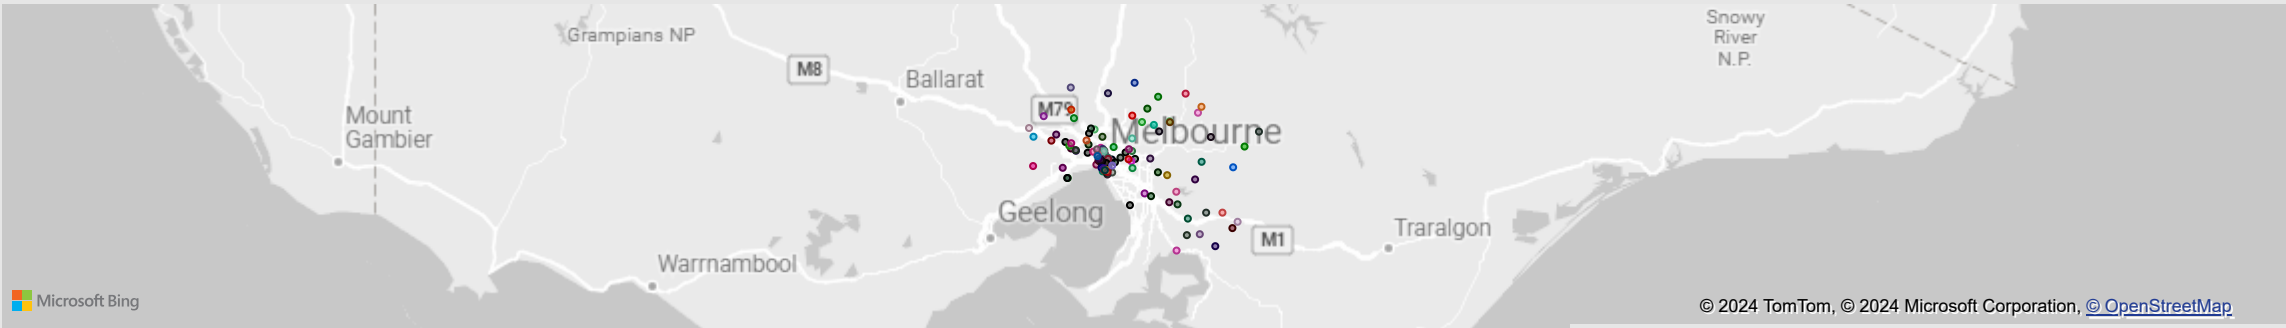 Grampians NP
Snowy
River
N.P.
M8
Ballarat
M79
Mount
Gambier
Melbourne
Geelong
Traralgon
M1
Warrnambool
Microsoft Bing
© 2024 TomTom, © 2024 Microsoft Corporation, © OpenStreetMap